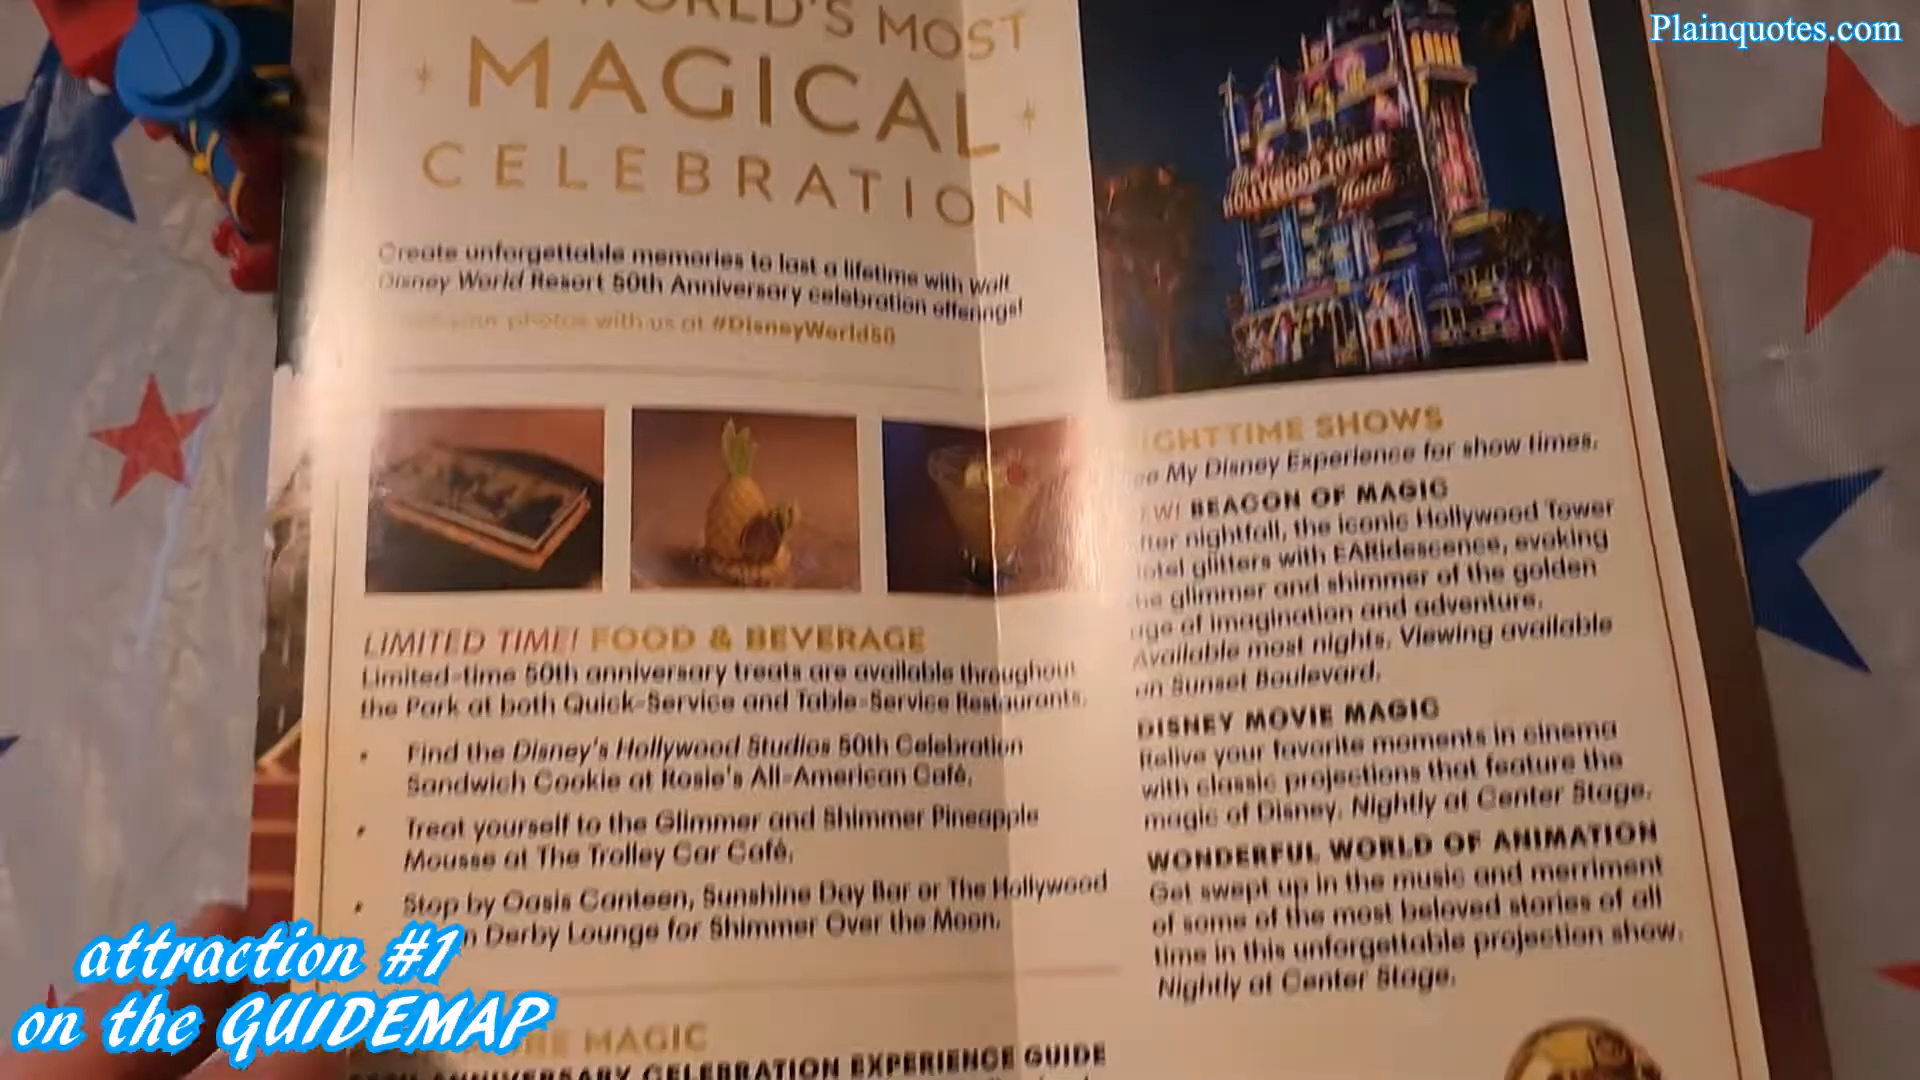 Plainquotes.com
WORLD'S MOST
MAGICAL
CELEBRATION
Create unforgettable memories to last a lifetime with Walt
Disney World Resort 50th Anniversary celebration offerings!
your photos with us at #DisneyWorld50
LIMITED TIME! FOOD & BEVERAGE
Limited-time 50th anniversary treats are available throughout
the Park at both Quick-Service and Table-Service Restaurants.
• Find the Disney's Hollywood Studios 50th Celebration
Sandwich Cookie at Rosie's All-American Café.
• Treat yourself to the Glimmer and Shimmer Pineapple
Mousse at The Trolley Car Café.
• Stop by Oasis Canteen, Sunshine Day Bar or The Hollywood
Derby Lounge for Shimmer Over the Moon.
MAGIC
ANNIVERSARY CELEBRATION EXPERIENCE GUIDE
HOLLYWOOD TOWER
Hotel
NIGHTTIME SHOWS
My Disney Experience for show times.
BEACON OF MAGIC
nightfall, the iconic Hollywood Tower
glitters with EARidescence, evoking
glimmer and shimmer of the golden
age of imagination and adventure.
Available most nights. Viewing available
on Sunset Boulevard.
DISNEY MOVIE MAGIC
Relive your favorite moments in cinema
with classic projections that feature the
magic of Disney. Nightly at Center Stage.
WONDERFUL WORLD OF ANIMATION
Get swept up in the music and merriment
of some of the most beloved stories of all
time in this unforgettable projection show.
Nightly at Center Stage.
attraction #1
on the GUIDEMAP